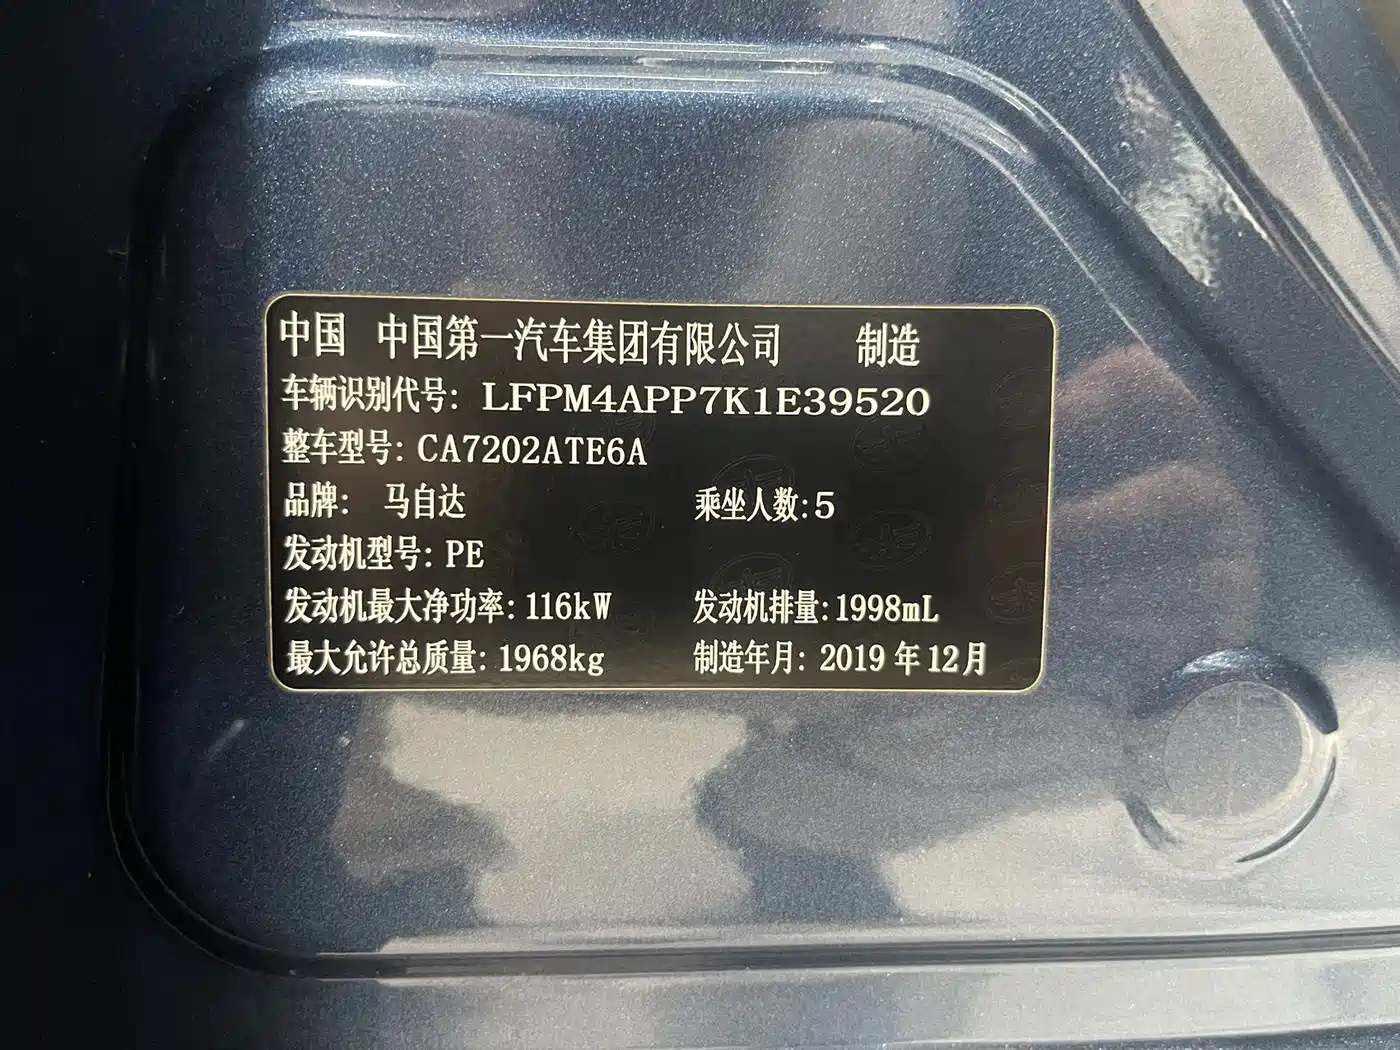 中国 中国第一汽车集团有限公司 制造
车辆识别代号: LFPM4APP7K1E39520
整车型号: CA7202ATE6A
品牌: 马自达 乘坐人数: 5
发动机型号: PE
发动机最大净功率: 116kW 发动机排量: 1998mL
最大允许总质量: 1968kg 制造年月: 2019 年 12 月